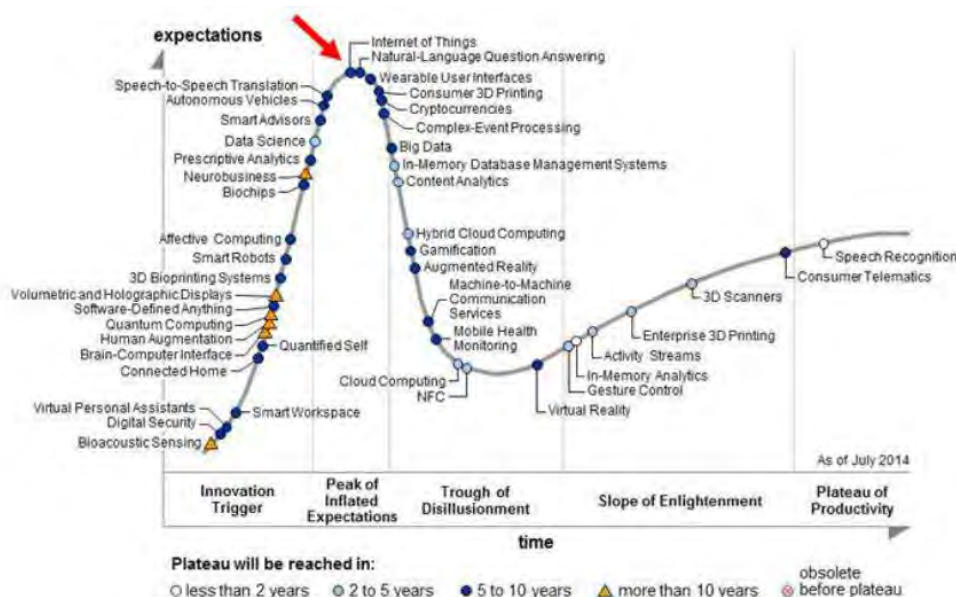 expectations
Internet of Things
Natural-Language Question Answering
Wearable User Interfaces
Consumer 3D Printing
Cryptocurrencies
Complex-Event Processing
Speech-to-Speech Translation
Autonomous Vehicles
Smart Advisors
Data Science
Prescriptive Analytics
Neurobusiness
Biochips
Big Data
In-Memory Database Management Systems
Content Analytics
Hybrid Cloud Computing
Gamification
Augmented Reality
Machine-to-Machine
Communication
Services
Mobile Health
Monitoring
Affective Computing
Smart Robots
3D Bioprinting Systems
Volumetric and Holographic Displays
Software-Defined Anything
Quantum Computing
Human Augmentation
Brain-Computer Interface
Quantified Self
Connected Home
Virtual Personal Assistants
Smart Workspace
Digital Security
Bioacoustic Sensing
Cloud Computing
NFC
Virtual Reality
Gesture Control
In-Memory Analytics
Activity Streams
Enterprise 3D Printing
3D Scanners
Consumer Telematics
Speech Recognition
As of July 2014
Innovation
Trigger
Peak of
Inflated
Expectations
Trough of
Disillusionment
Slope of Enlightenment
Plateau of
Productivity
time
Plateau will be reached in:
less than 2 years
2 to 5 years
5 to 10 years
more than 10 years
obsolete
before plateau